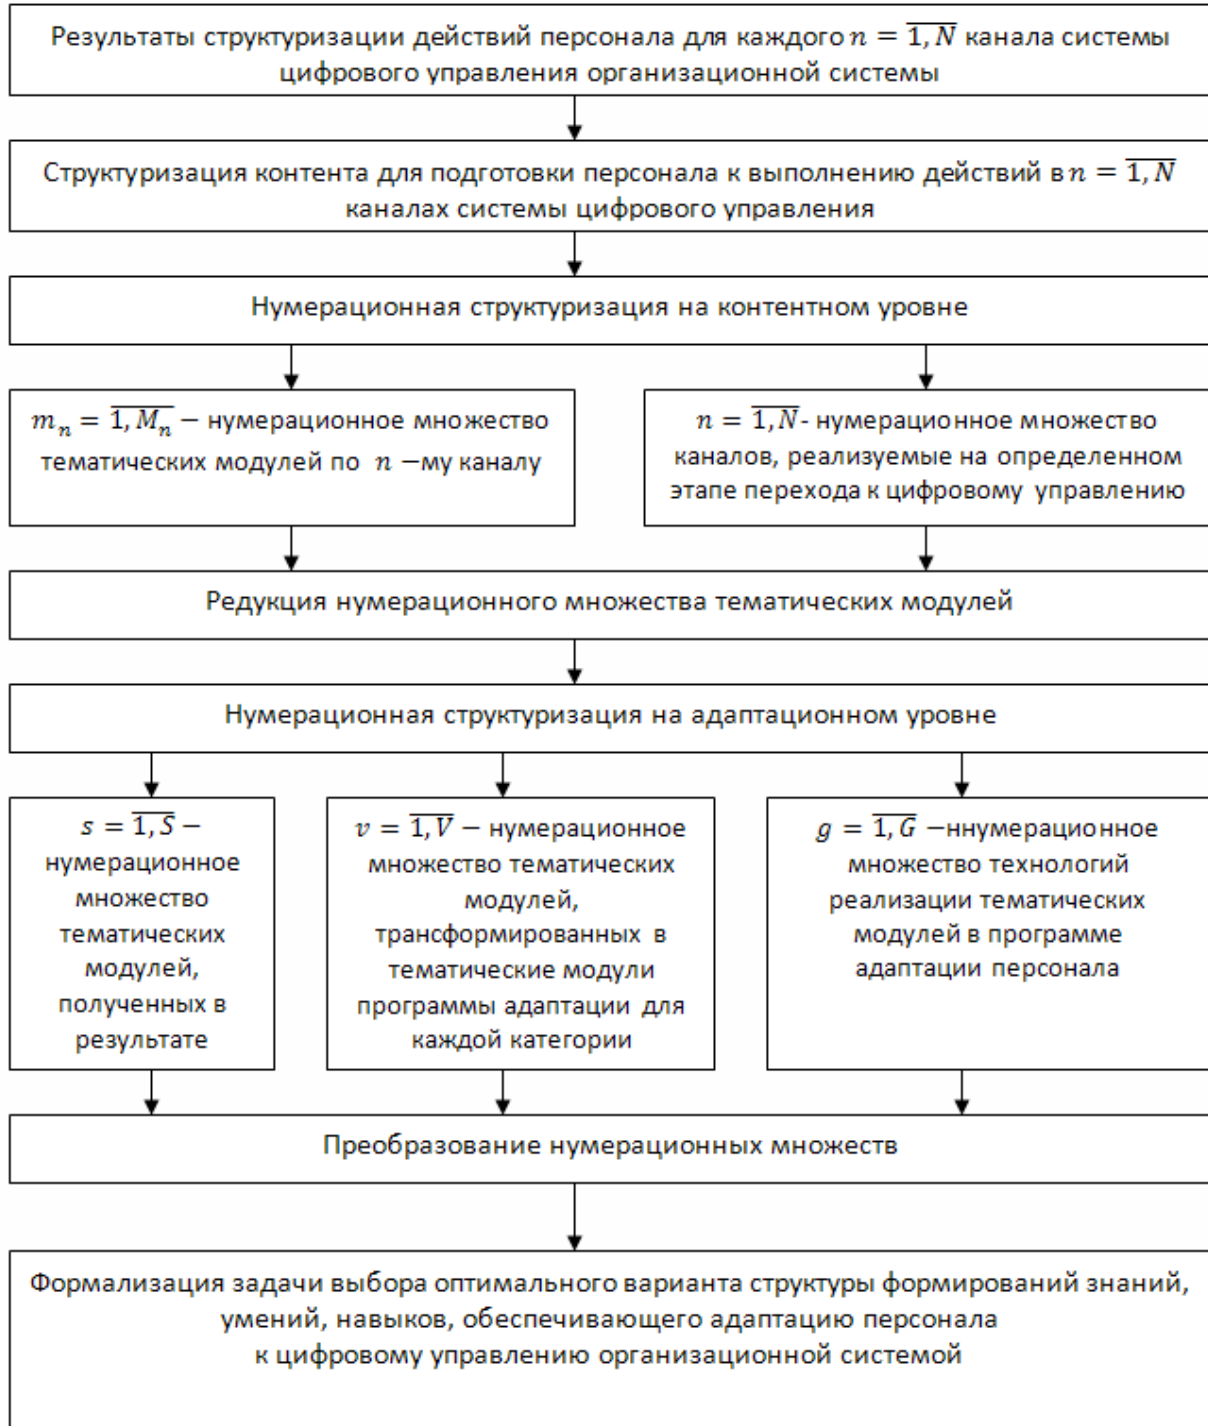 Результаты структуризации действий персонала для каждого n = 1, N канала системы
цифрового управления организационной системы
Структуризация контента для подготовки персонала к выполнению действий в n = 1, N
каналах системы цифрового управления
Нумерационная структуризация на контентном уровне
mₙ = 1, Mₙ – нумерационное множество
тематических модулей по n –му каналу
n = 1, N- нумерационное множество
каналов, реализуемые на определенном
этапе перехода к цифровому управлению
Редукция нумерационного множества тематических модулей
Нумерационная структуризация на адаптационном уровне
s = 1, S –
нумерационное
множество
тематических
модулей,
полученных в
результате
v = 1, V – нумерационное
множество тематических
модулей,
трансформированных в
тематические модули
программы адаптации для
каждой категории
g = 1, G –ннумерационное
множество технологий
реализации тематических
модулей в программе
адаптации персонала
Преобразование нумерационных множеств
Формализация задачи выбора оптимального варианта структуры формирований знаний,
умений, навыков, обеспечивающего адаптацию персонала
к цифровому управлению организационной системой